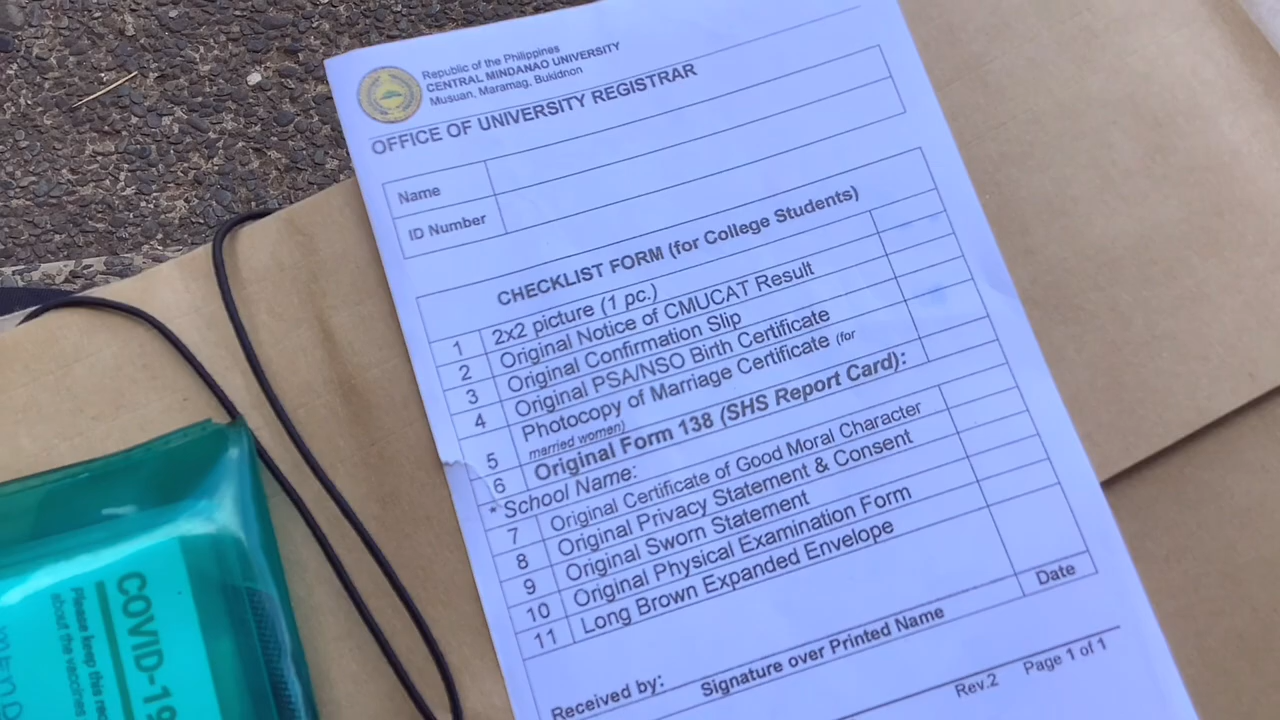 Republic of the Philippines
CENTRAL MINDANAO UNIVERSITY
Musuan, Maramag, Bukidnon
OFFICE OF UNIVERSITY REGISTRAR
Name
ID Number
CHECKLIST FORM (for College Students)
1 2x2 picture (1 pc.)
2 Original Notice of CMUCAT Result
3 Original Confirmation Slip
4 Original PSA/NSO Birth Certificate
5 Photocopy of Marriage Certificate (for
married women)
6 Original Form 138 (SHS Report Card):
* School Name:
7 Original Certificate of Good Moral Character
8 Original Privacy Statement & Consent
9 Original Sworn Statement
10 Original Physical Examination Form
11 Long Brown Expanded Envelope
Received by:
Signature over Printed Name
Date
Rev.2
Page 1 of 1
COVID-19
Please keep this
about the vaccines